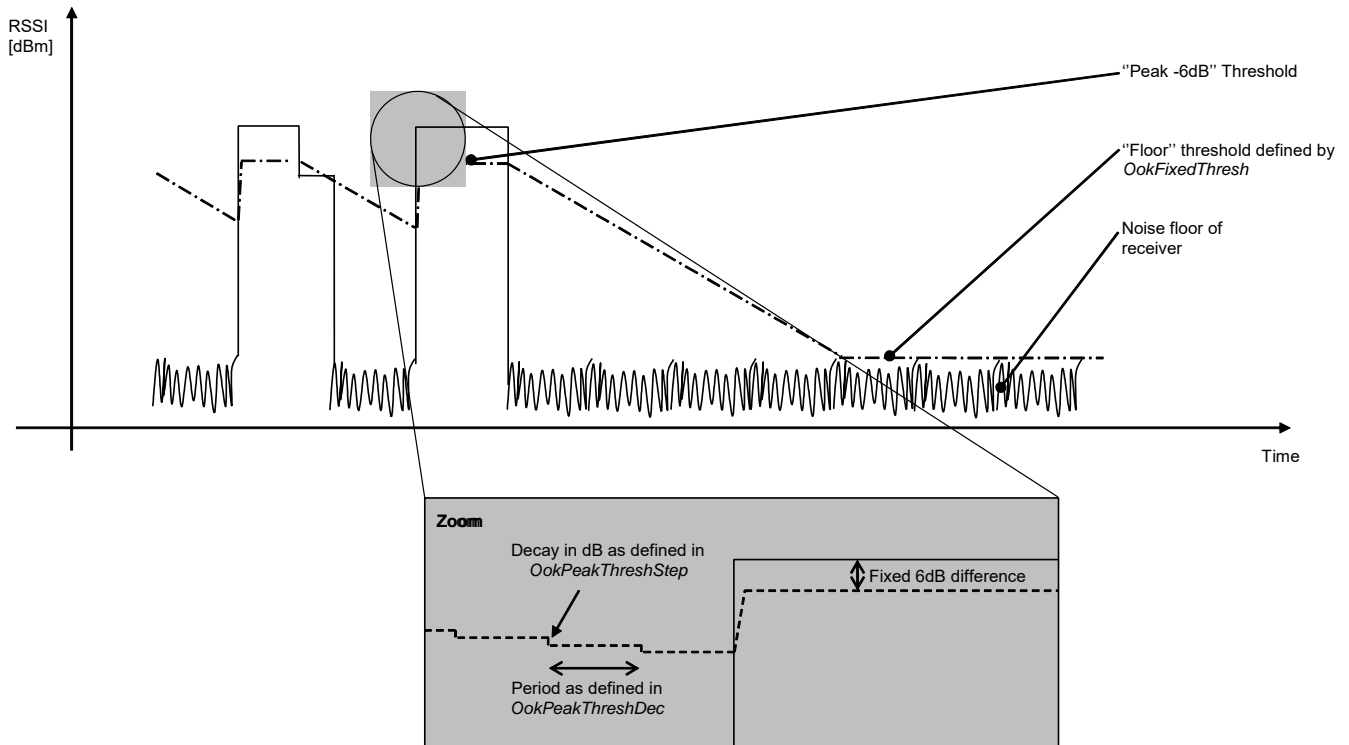 RSSI
[dBm]
‘’Peak -6dB’’ Threshold
‘’Floor’’ threshold defined by
OokFixedThresh
Noise floor of
receiver
Time
Zoom
Decay in dB as defined in
OokPeakThreshStep
Fixed 6dB difference
Period as defined in
OokPeakThreshDec